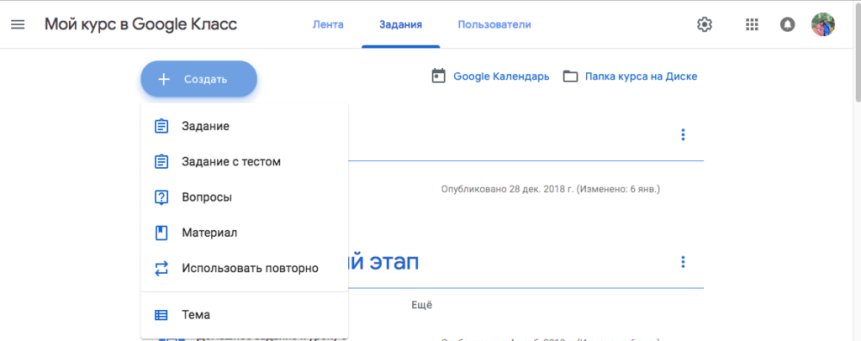 Мой курс в Google Класс
Лента
Задания
Пользователи
Создать
Google Календарь
Папка курса на Диске
Задание
Задание с тестом
Опубликовано 28 дек. 2018 г. (Изменено: 6 янв.)
Вопросы
Материал
Использовать повторно
этап
Ещё
Тема